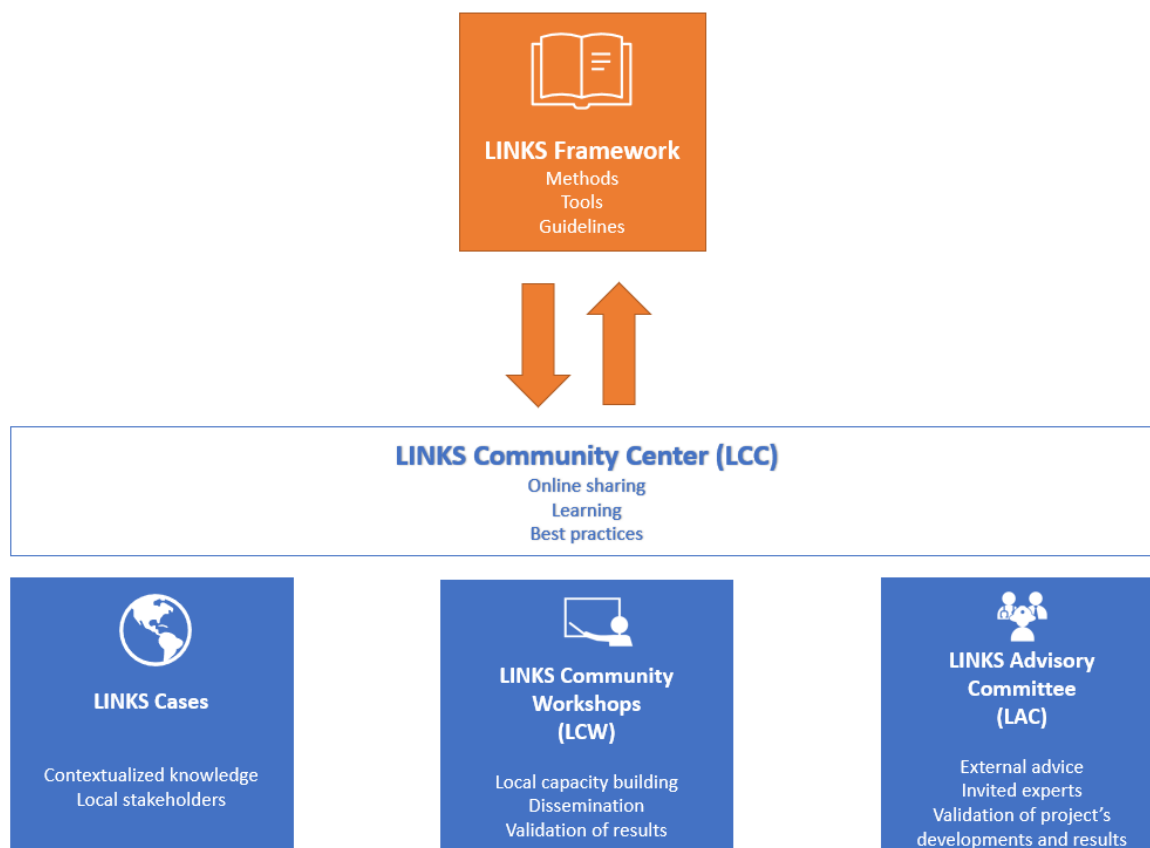 LINKS Framework
Methods
Tools
Guidelines
LINKS Community Center (LCC)
Online sharing
Learning
Best practices
LINKS Cases
Contextualized knowledge
Local stakeholders
LINKS Community
Workshops
(LCW)
Local capacity building
Dissemination
Validation of results
LINKS Advisory
Committee
(LAC)
External advice
Invited experts
Validation of project's
developments and results